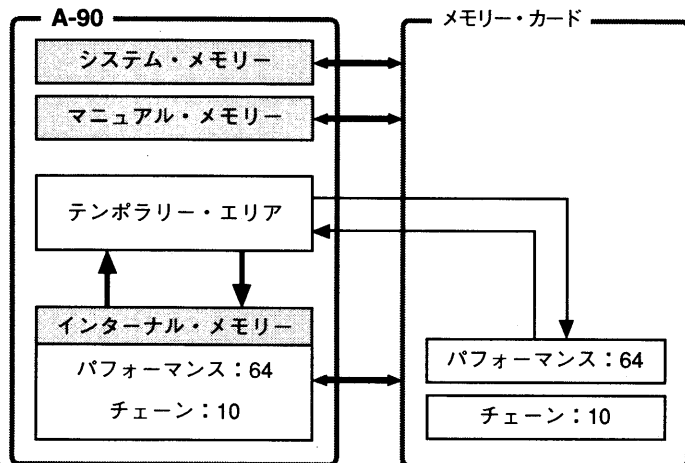 A-90
システム・メモリー
マニュアル・メモリー
テンポラリー・エリア
インターナル・メモリー
パフォーマンス：64
チェーン：10
メモリー・カード
パフォーマンス：64
チェーン：10